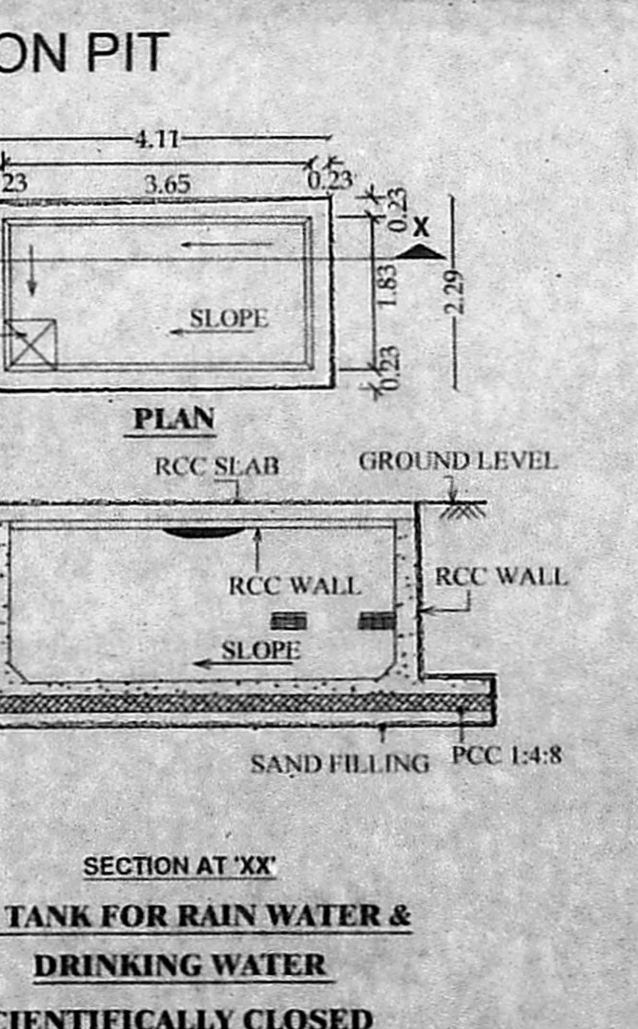 ON PIT
4.11
23 3.65 0.23
0.23
X
1.83
2.29
SLOPE
0.23
PLAN
RCC SLAB GROUND LEVEL
RCC WALL RCC WALL
SLOPE
SAND FILLING PCC 1:4:8
SECTION AT 'XX'
TANK FOR RAIN WATER &
DRINKING WATER
CIENTIFICALLY CLOSED